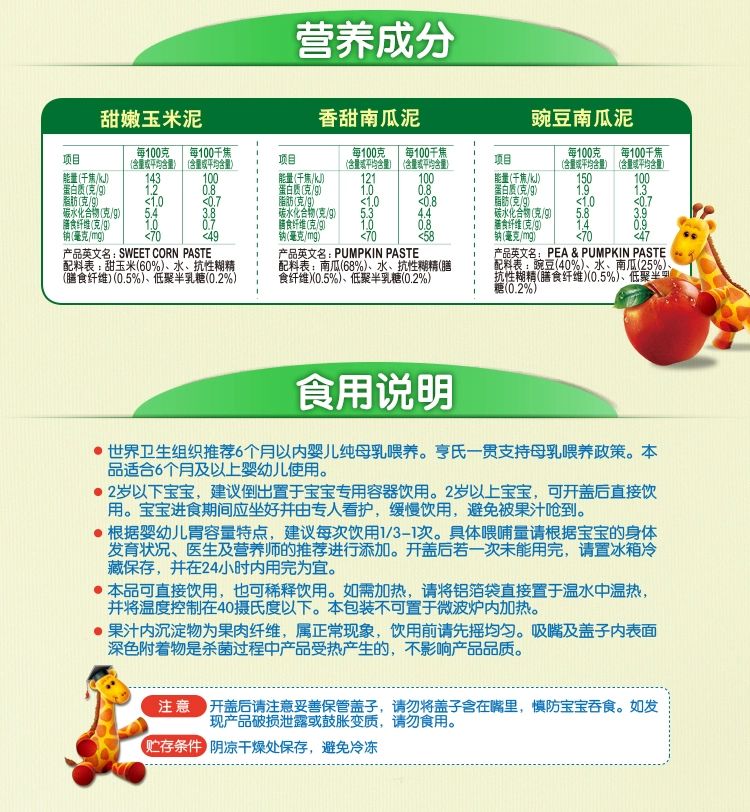 营养成分
甜嫩玉米泥
项目 每100克 每100千焦
(含量或平均含量) (含量或平均含量)
能量(千焦/kJ) 143 100
蛋白质(克/g) 1.2 0.8
脂肪(克/g) <1.0 <0.7
碳水化合物(克/g) 5.4 3.8
膳食纤维(克/g) 1.0 0.7
钠(毫克/mg) <70 <49
产品英文名: SWEET CORN PASTE
配料表: 甜玉米(60%)、水、抗性糊精
(膳食纤维)(0.5%)、低聚半乳糖(0.2%)
香甜南瓜泥
项目 每100克 每100千焦
(含量或平均含量) (含量或平均含量)
能量(千焦/kJ) 121 100
蛋白质(克/g) 1.0 0.8
脂肪(克/g) <1.0 <0.8
碳水化合物(克/g) 5.3 4.4
膳食纤维(克/g) 1.0 0.8
钠(毫克/mg) <70 <58
产品英文名: PUMPKIN PASTE
配料表: 南瓜(68%)、水、抗性糊精(膳
食纤维)(0.5%)、低聚半乳糖(0.2%)
豌豆南瓜泥
项目 每100克 每100千焦
(含量或平均含量) (含量或平均含量)
能量(千焦/kJ) 150 100
蛋白质(克/g) 1.9 1.3
脂肪(克/g) <1.0 <0.7
碳水化合物(克/g) 5.8 3.9
膳食纤维(克/g) 1.4 0.9
钠(毫克/mg) <70 <47
产品英文名: PEA & PUMPKIN PASTE
配料表: 豌豆(40%)、水、南瓜(25%)、
抗性糊精(膳食纤维)(0.5%)、低聚半乳
糖(0.2%)
食用说明
● 世界卫生组织推荐6个月以内婴儿纯母乳喂养。亨氏一贯支持母乳喂养政策。本
品适合6个月及以上婴幼儿使用。
● 2岁以下宝宝，建议倒出置于宝宝专用容器饮用。2岁以上宝宝，可开盖后直接饮
用。宝宝进食期间应坐好并由专人看护，缓慢饮用，避免被果汁呛到。
● 根据婴幼儿胃容量特点，建议每次饮用1/3-1次。具体喂哺量请根据宝宝的身体
发育状况、医生及营养师的推荐进行添加。开盖后若一次未能用完，请置冰箱冷
藏保存，并在24小时内用完为宜。
● 本品可直接饮用，也可稀释饮用。如需加热，请将铝箔袋直接置于温水中温热，
并将温度控制在40摄氏度以下。本包装不可置于微波炉内加热。
● 果汁内沉淀物为果肉纤维，属正常现象，饮用前请先摇均匀。吸嘴及盖子内表面
深色附着物是杀菌过程中产品受热产生的，不影响产品品质。
注意 开盖后请注意妥善保管盖子，请勿将盖子含在嘴里，慎防宝宝吞食。如发
现产品破损泄露或鼓胀变质，请勿食用。
贮存条件 阴凉干燥处保存，避免冷冻